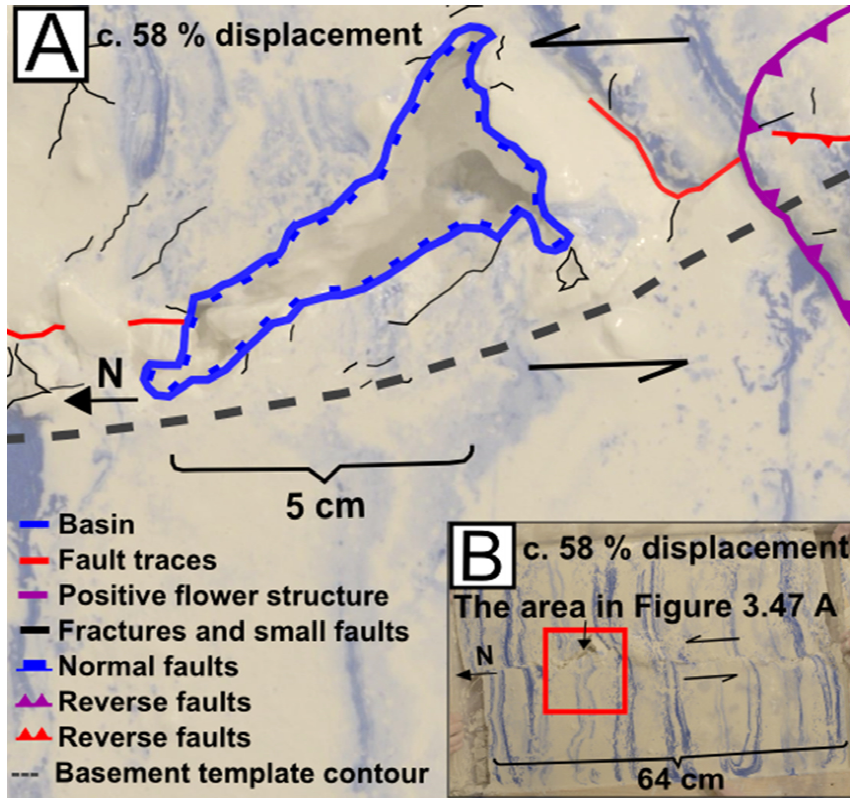 A c. 58 % displacement
N
5 cm
Basin
Fault traces
Positive flower structure
Fractures and small faults
Normal faults
Reverse faults
Reverse faults
Basement template contour
B c. 58 % displacement
The area in Figure 3.47 A
N
64 cm